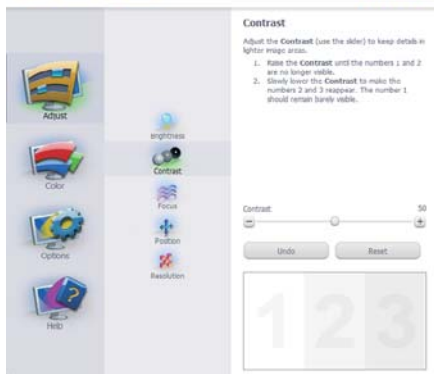 Contrast
Adjust the Contrast (use the slider) to keep details in
lighter image areas.
1. Raise the Contrast until the numbers 1 and 2
are no longer visible.
2. Slowly lower the Contrast to make the
numbers 2 and 3 reappear. The number 1
should remain barely visible.
Adjust
Color
Options
Help
Brightness
Contrast
Focus
Position
Resolution
Contrast 50
Undo Reset
1 2 3